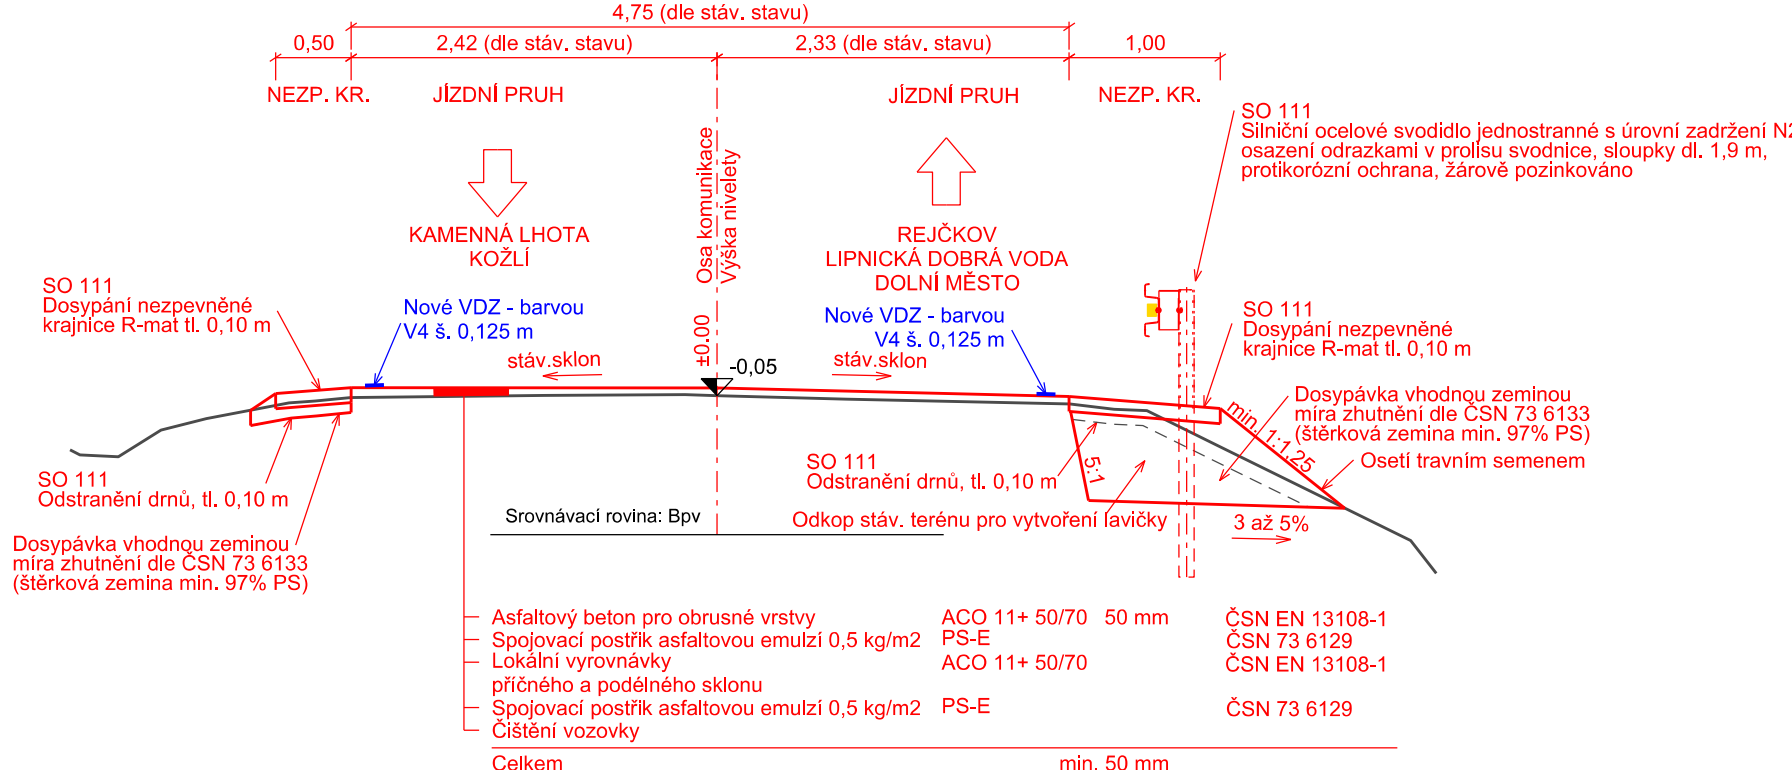 4,75 (dle stáv. stavu)
0,50
2,42 (dle stáv. stavu)
2,33 (dle stáv. stavu)
1,00
NEZP. KR.
JÍZDNÍ PRUH
JÍZDNÍ PRUH
NEZP. KR.
SO 111
Silniční ocelové svodidlo jednostranné s úrovní zadržení N2
osazení odrazkami v prolisu svodnice, sloupky dl. 1,9 m,
protikorózní ochrana, žárově pozinkováno
Osa komunikace
Výška nivelety
KAMENNÁ LHOTA
KOŽLÍ
REJČKOV
LIPNICKÁ DOBRÁ VODA
DOLNÍ MĚSTO
SO 111
Dosypání nezpevněné
krajnice R-mat tl. 0,10 m
Nové VDZ - barvou
V4 š. 0,125 m
Nové VDZ - barvou
V4 š. 0,125 m
SO 111
Dosypání nezpevněné
krajnice R-mat tl. 0,10 m
±0.00
stáv.sklon
-0,05
stáv.sklon
Dosypávka vhodnou zeminou
míra zhutnění dle ČSN 73 6133
(štěrková zemina min. 97% PS)
min. 1:1,25
Osetí travním semenem
5:1
SO 111
Odstranění drnů, tl. 0,10 m
SO 111
Odstranění drnů, tl. 0,10 m
Srovnávací rovina: Bpv
Odkop stáv. terénu pro vytvoření lavičky
3 až 5%
Dosypávka vhodnou zeminou
míra zhutnění dle ČSN 73 6133
(štěrková zemina min. 97% PS)
Asfaltový beton pro obrusné vrstvy ACO 11+ 50/70 50 mm ČSN EN 13108-1
Spojovací postřik asfaltovou emulzí 0,5 kg/m2 PS-E ČSN 73 6129
Lokální vyrovnávky ACO 11+ 50/70 ČSN EN 13108-1
příčného a podélného sklonu
Spojovací postřik asfaltovou emulzí 0,5 kg/m2 PS-E ČSN 73 6129
Čištění vozovky
Celkem min. 50 mm